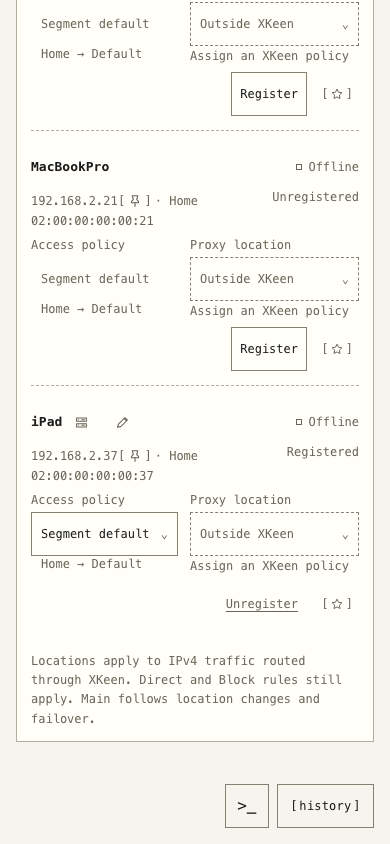 Segment default Outside XKeen
Home → Default Assign an XKeen policy
Register [☆]
MacBookPro Offline
192.168.2.21[ ]· Home Unregistered
02:00:00:00:00:21
Access policy Proxy location
Segment default Outside XKeen
Home → Default Assign an XKeen policy
Register [☆]
iPad Offline
192.168.2.37[ ]· Home Registered
02:00:00:00:00:37
Access policy Proxy location
Segment default Outside XKeen
Home → Default Assign an XKeen policy
Unregister [☆]
Locations apply to IPv4 traffic routed
through XKeen. Direct and Block rules still
apply. Main follows location changes and
failover.
>_ [history]